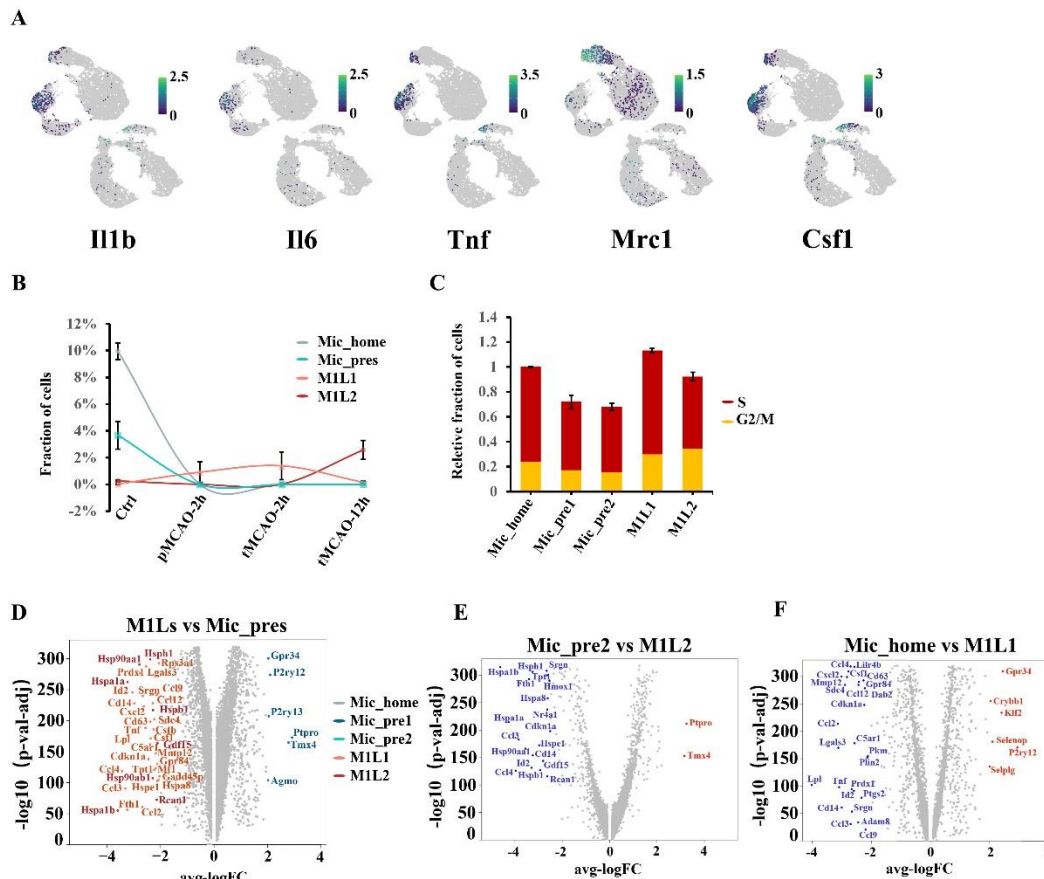 A
2.5
0
2.5
0
3.5
0
1.5
0
3
0
Il1b
Il6
Tnf
Mrc1
Csf1
B
Fraction of cells
12%
10%
8%
6%
4%
2%
0%
-2%
Ctrl
pMCAO-2h
tMCAO-2h
tMCAO-12h
Mic_home
Mic_pres
M1L1
M1L2
C
Reletive fraction of cells
1.4
1.2
1
0.8
0.6
0.4
0.2
0
Mic_home
Mic_pre1
Mic_pre2
M1L1
M1L2
S
G2/M
D
M1Ls vs Mic_pres
-log10 (p-val-adj)
300
250
200
150
100
50
0
Hsph1
Hsp90aa1
Rps3a1
Prdx1
Lgals3
Hspa1a
Ccl9
Id2
Srgn
Ccl12
Cd14
Cxcl2
Hspb1
Cd63
Sdc4
Tnf
Cstb
Lpl
Csf1
C5ar1
Gdf15
Mmp12
Cdkn1a
Gpr84
Ccl4
Tpt1
Mif
Hsp90ab1
Gadd45b
Ccl3
Hspe1
Hspa8
Rcan1
Fth1
Hspa1b
Ccl2
Gpr34
P2ry12
P2ry13
Ptpro
Tmx4
Agmo
−4
−2
0
2
4
avg-logFC
Mic_home
Mic_pre1
Mic_pre2
M1L1
M1L2
E
Mic_pre2 vs M1L2
-log10 (p-val-adj)
300
250
200
150
100
50
0
Hsph1
Srgn
Hspa1b
Tpt1
Fth1
Hmox1
Hspa8
Nr4a1
Hspa1a
Cdkn1a
Ccl3
Hspe1
Hsp90aa1
Cd14
Id2
Gdf15
Ccl4
Hspb1
Rcan1
Ptpro
Tmx4
−4
−2
0
2
4
avg-logFC
F
Mic_home vs M1L1
-log10 (p-val-adj)
300
250
200
150
100
50
0
Ccl4
Lilr4b
Cxcl2
Csf1
Cd63
Mmp12
Gpr84
Sdc4
Ccl12
Dab2
Cdkn1a
Ccl2
C5ar1
Lgals3
Pkm
Plin2
Lpl
Tnf
Prdx1
Id2
Ptgs2
Cd14
Srgn
Ccl3
Adam8
Ccl9
Gpr34
Crybb1
Klf2
Selenop
P2ry12
Selplg
−4
−2
0
2
4
avg-logFC